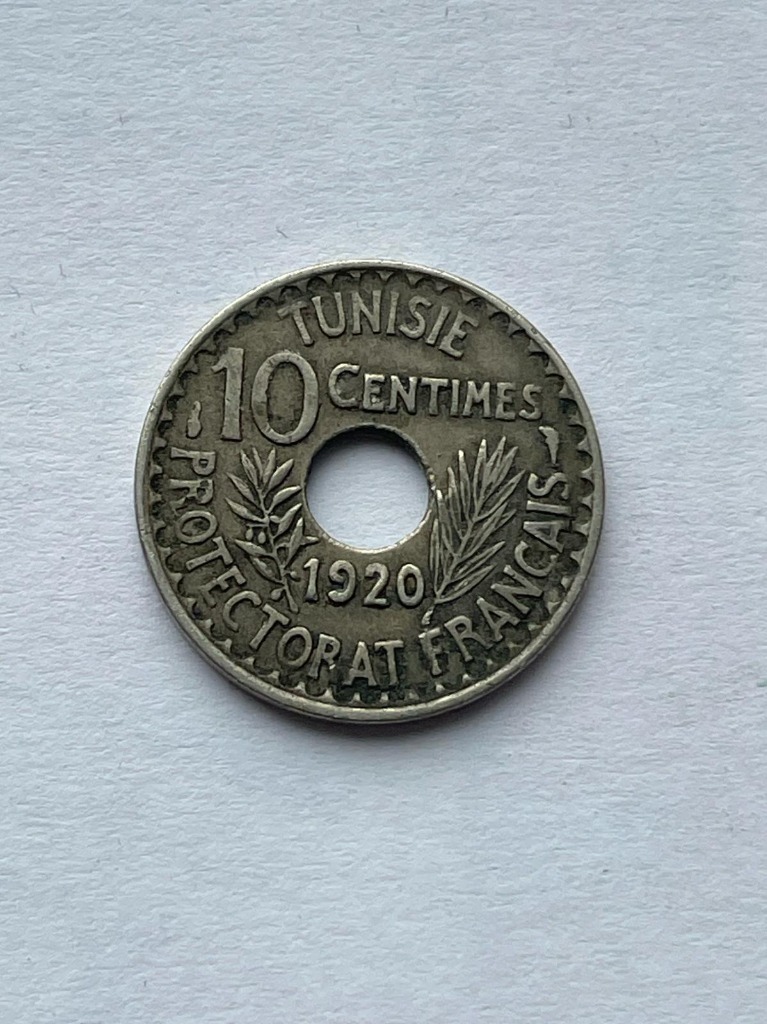 TUNISIE
10 CENTIMES
1920
PROTECTORAT FRANÇAIS